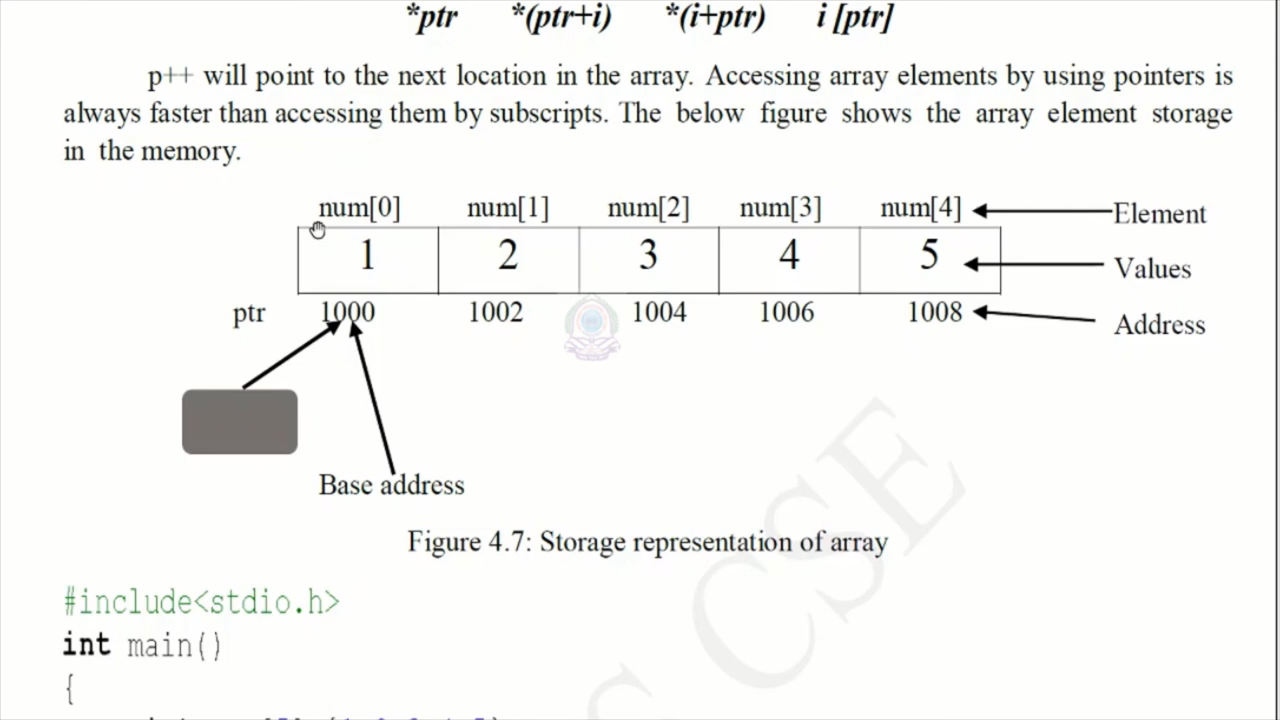 *ptr *(ptr+i) *(i+ptr) i [ptr]
p++ will point to the next location in the array. Accessing array elements by using pointers is
always faster than accessing them by subscripts. The below figure shows the array element storage
in the memory.
num[0] num[1] num[2] num[3] num[4] Element
1 2 3 4 5 Values
ptr 1000 1002 1004 1006 1008 Address
Base address
Figure 4.7: Storage representation of array
CSE
#include<stdio.h>
int main()
{